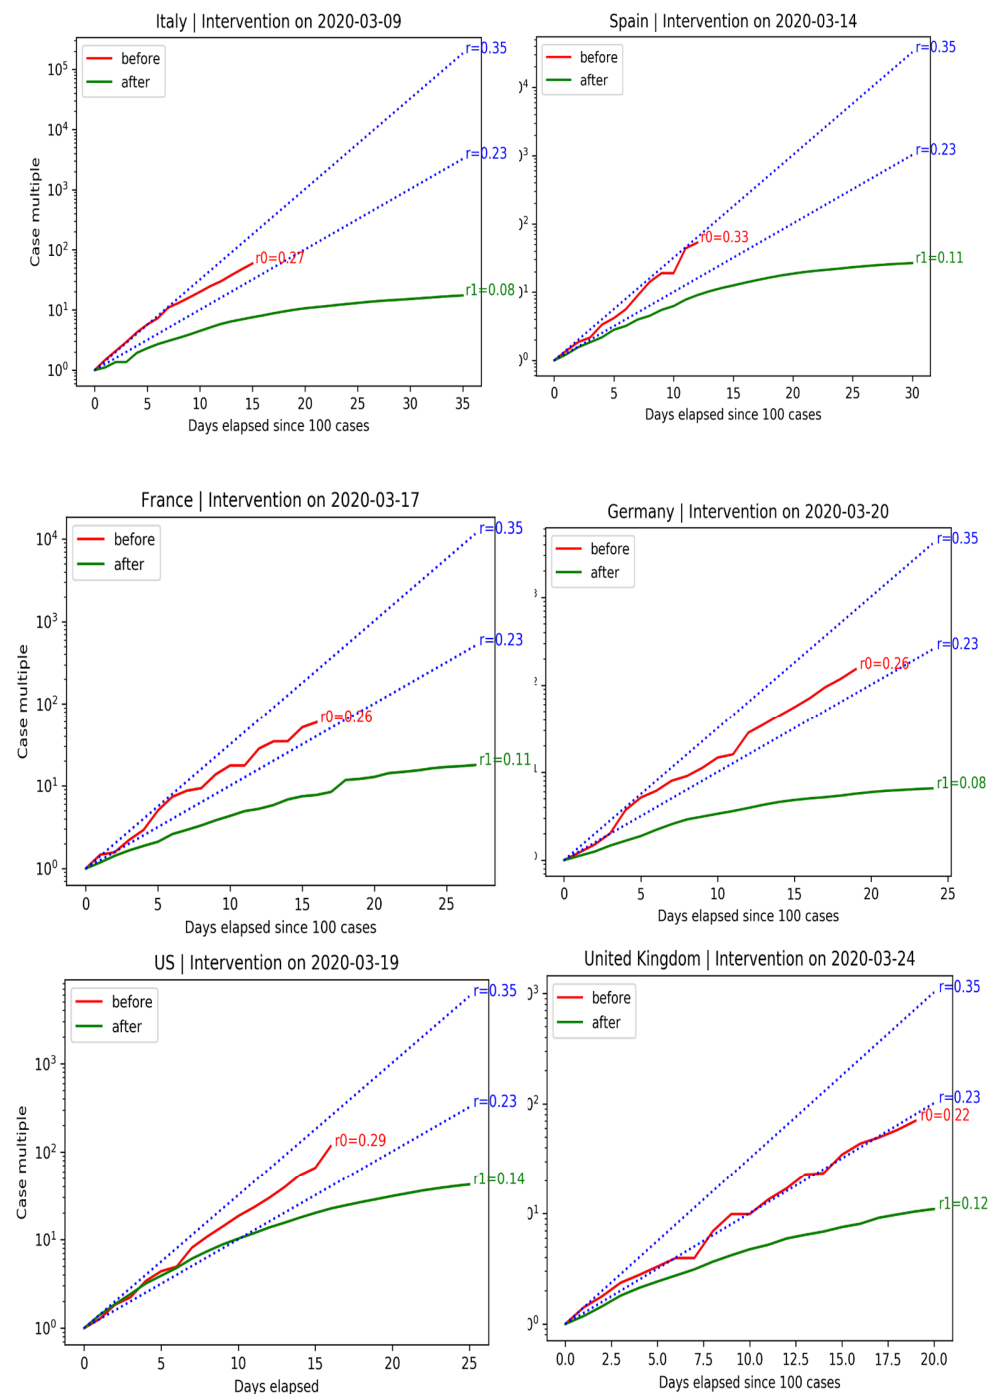 Italy | Intervention on 2020-03-09
before
after
r=0.35
r=0.23
r0=0.27
r1=0.08
Case multiple
10^5
10^4
10^3
10^2
10^1
10^0
0 5 10 15 20 25 30 35
Days elapsed since 100 cases
Spain | Intervention on 2020-03-14
before
after
r=0.35
r=0.23
r0=0.33
r1=0.11
0 5 10 15 20 25 30
Days elapsed since 100 cases
France | Intervention on 2020-03-17
before
after
r=0.35
r=0.23
r0=0.26
r1=0.11
Case multiple
10^4
10^3
10^2
10^1
10^0
0 5 10 15 20 25
Days elapsed since 100 cases
Germany | Intervention on 2020-03-20
before
after
r=0.35
r=0.23
r0=0.26
r1=0.08
0 5 10 15 20 25
Days elapsed since 100 cases
US | Intervention on 2020-03-19
before
after
r=0.35
r=0.23
r0=0.29
r1=0.14
Case multiple
10^3
10^2
10^1
10^0
0 5 10 15 20 25
Days elapsed
United Kingdom | Intervention on 2020-03-24
before
after
r=0.35
r=0.23
r0=0.22
r1=0.12
0.0 2.5 5.0 7.5 10.0 12.5 15.0 17.5 20.0
Days elapsed since 100 cases